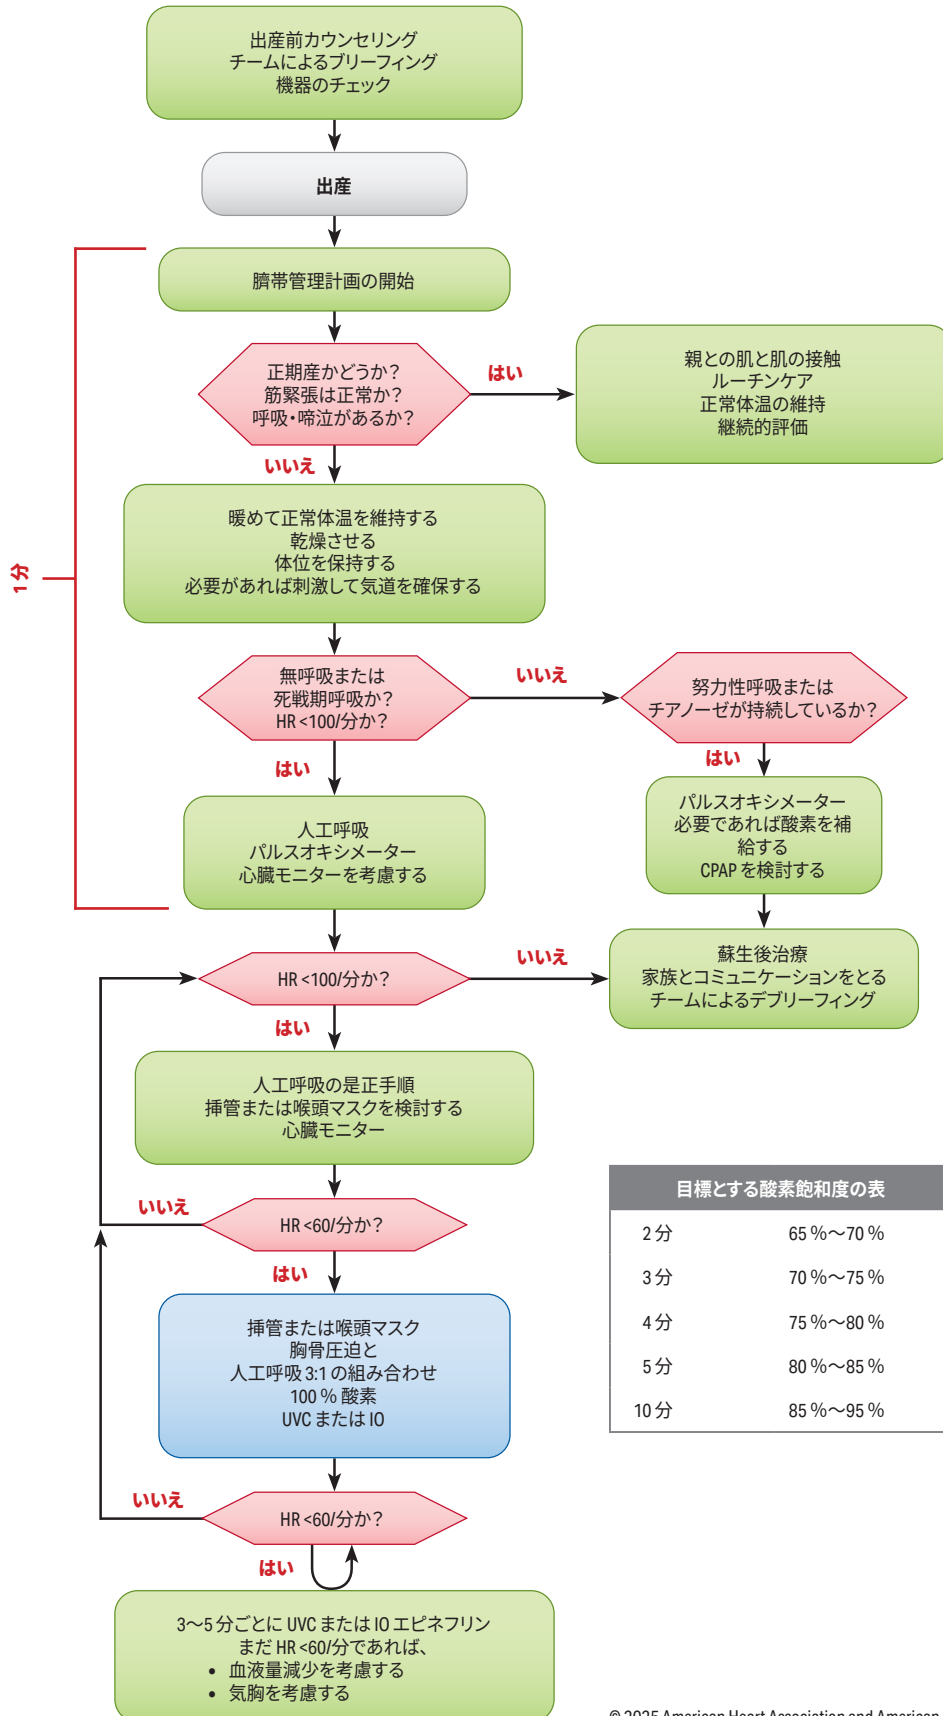 出産前カウンセリング
チームによるブリーフィング
機器のチェック
出産
臍帯管理計画の開始
正期産かどうか？
筋緊張は正常か？
呼吸・啼泣があるか？
はい
親との肌と肌の接触
ルーチンケア
正常体温の維持
継続的評価
いいえ
暖めて正常体温を維持する
乾燥させる
体位を保持する
必要があれば刺激して気道を確保する
1分
無呼吸または
死戦期呼吸か？
HR <100/分か？
いいえ
努力性呼吸または
チアノーゼが持続しているか？
はい
はい
人工呼吸
パルスオキシメーター
心臓モニターを考慮する
パルスオキシメーター
必要であれば酸素を補
給する
CPAP を検討する
HR <100/分か？
いいえ
蘇生後治療
家族とコミュニケーションをとる
チームによるデブリーフィング
はい
人工呼吸の是正手順
挿管または喉頭マスクを検討する
心臓モニター
いいえ
HR <60/分か？
はい
挿管または喉頭マスク
胸骨圧迫と
人工呼吸 3:1 の組み合わせ
100 % 酸素
UVC または IO
いいえ
HR <60/分か？
はい
3～5 分ごとに UVC または IO エピネフリン
まだ HR <60/分であれば、
• 血液量減少を考慮する
• 気胸を考慮する
目標とする酸素飽和度の表
2 分 65 %～70 %
3 分 70 %～75 %
4 分 75 %～80 %
5 分 80 %～85 %
10 分 85 %～95 %
© 2025 American Heart Association and American